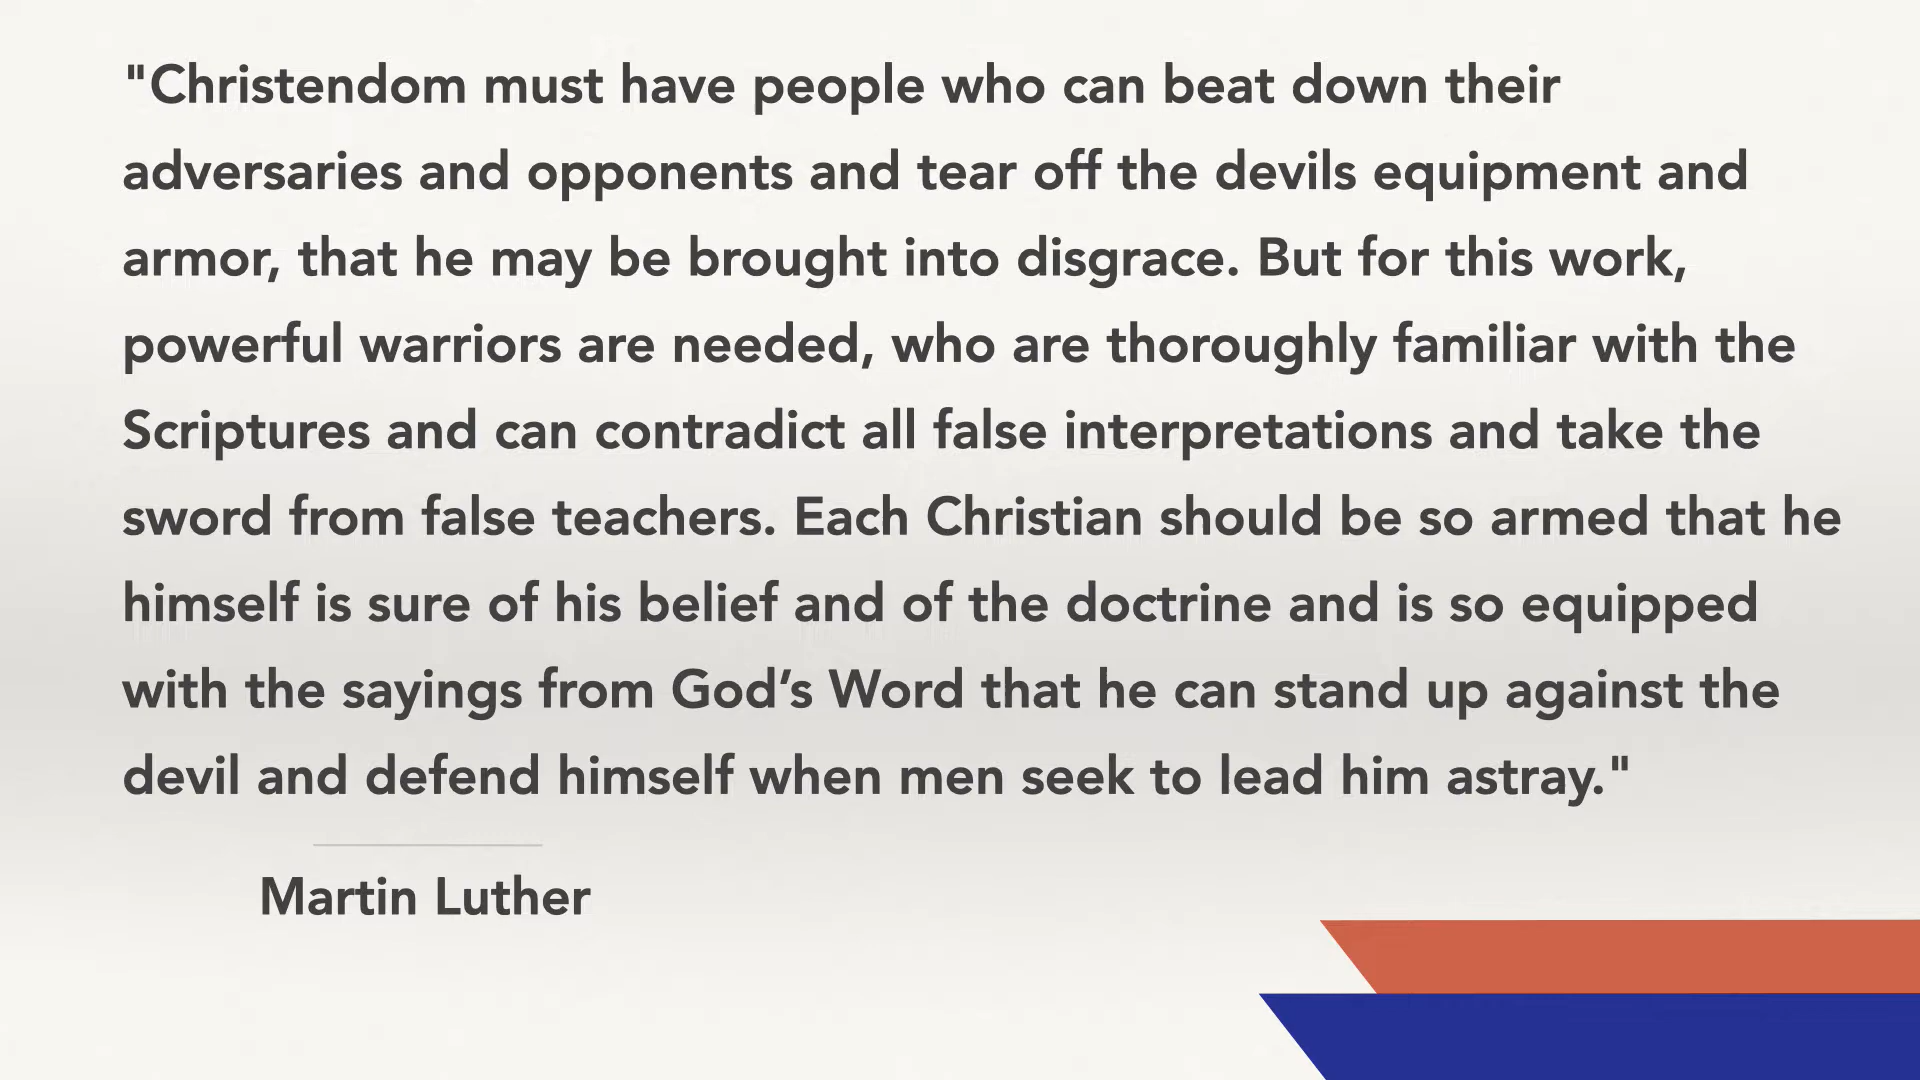 "Christendom must have people who can beat down their
adversaries and opponents and tear off the devils equipment and
armor, that he may be brought into disgrace. But for this work,
powerful warriors are needed, who are thoroughly familiar with the
Scriptures and can contradict all false interpretations and take the
sword from false teachers. Each Christian should be so armed that he
himself is sure of his belief and of the doctrine and is so equipped
with the sayings from God’s Word that he can stand up against the
devil and defend himself when men seek to lead him astray."
Martin Luther